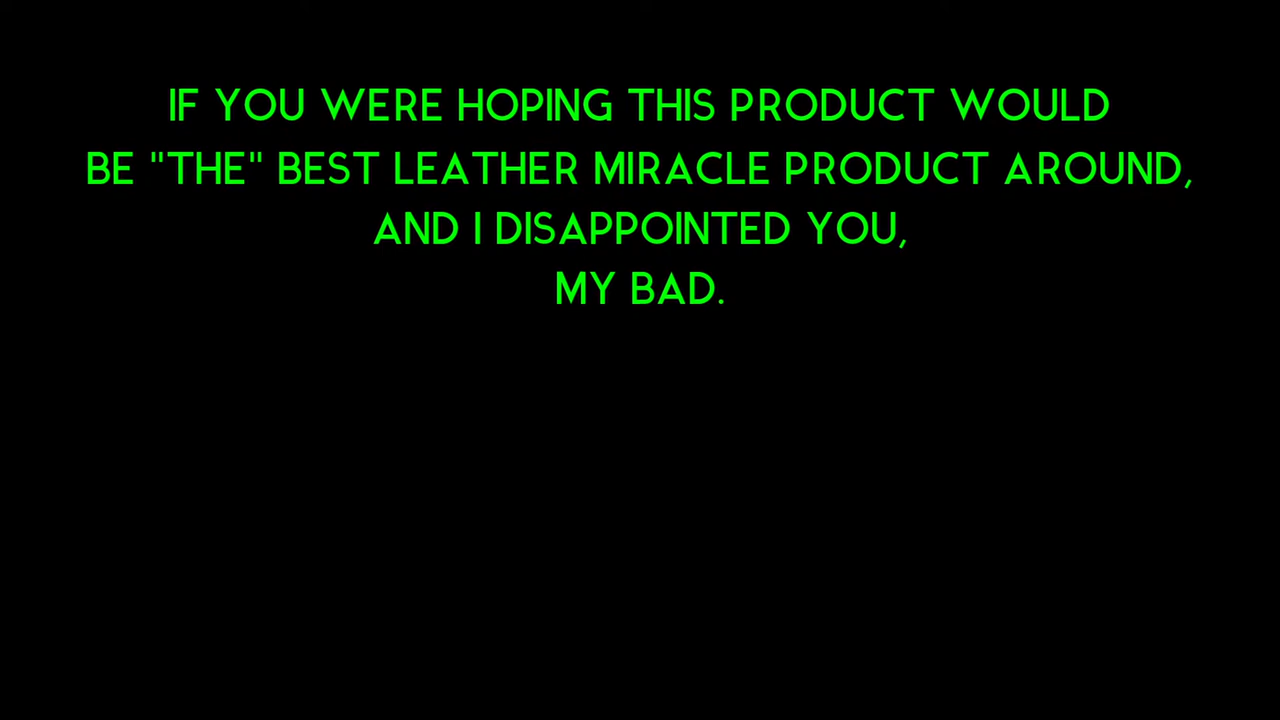 IF YOU WERE HOPING THIS PRODUCT WOULD
BE "THE" BEST LEATHER MIRACLE PRODUCT AROUND,
AND I DISAPPOINTED YOU,
MY BAD.